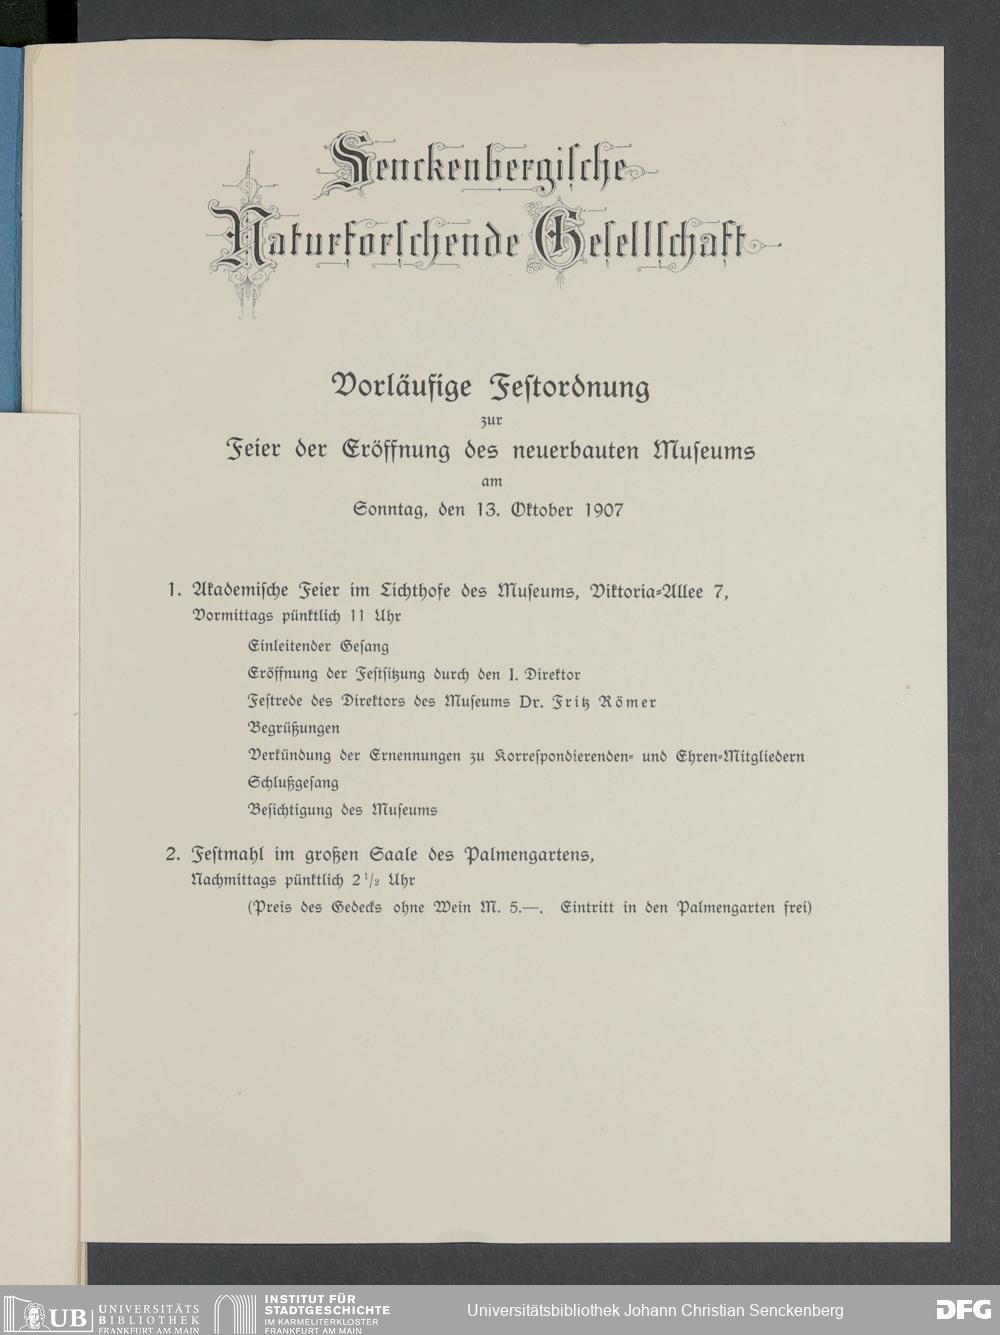 Senckenbergische
Naturforschende Gesellschaft
Vorläufige Festordnung
zur
Feier der Eröffnung des neuerbauten Museums
am
Sonntag, den 13. Oktober 1907
1. Akademische Feier im Lichthofe des Museums, Viktoria-Allee 7,
Vormittags pünktlich 11 Uhr
Einleitender Gesang
Eröffnung der Festsitzung durch den I. Direktor
Festrede des Direktors des Museums Dr. Fritz Römer
Begrüßungen
Verkündung der Ernennungen zu Korrespondierenden- und Ehren-Mitgliedern
Schlußgesang
Besichtigung des Museums
2. Festmahl im großen Saale des Palmengartens,
Nachmittags pünktlich 2 1/2 Uhr
(Preis des Gedecks ohne Wein M. 5.—. Eintritt in den Palmengarten frei)
UB UNIVERSITÄTS
BIBLIOTHEK
FRANKFURT AM MAIN
INSTITUT FÜR
STADTGESCHICHTE
IM KARMELITERKLOSTER
FRANKFURT AM MAIN
Universitätsbibliothek Johann Christian Senckenberg
DFG